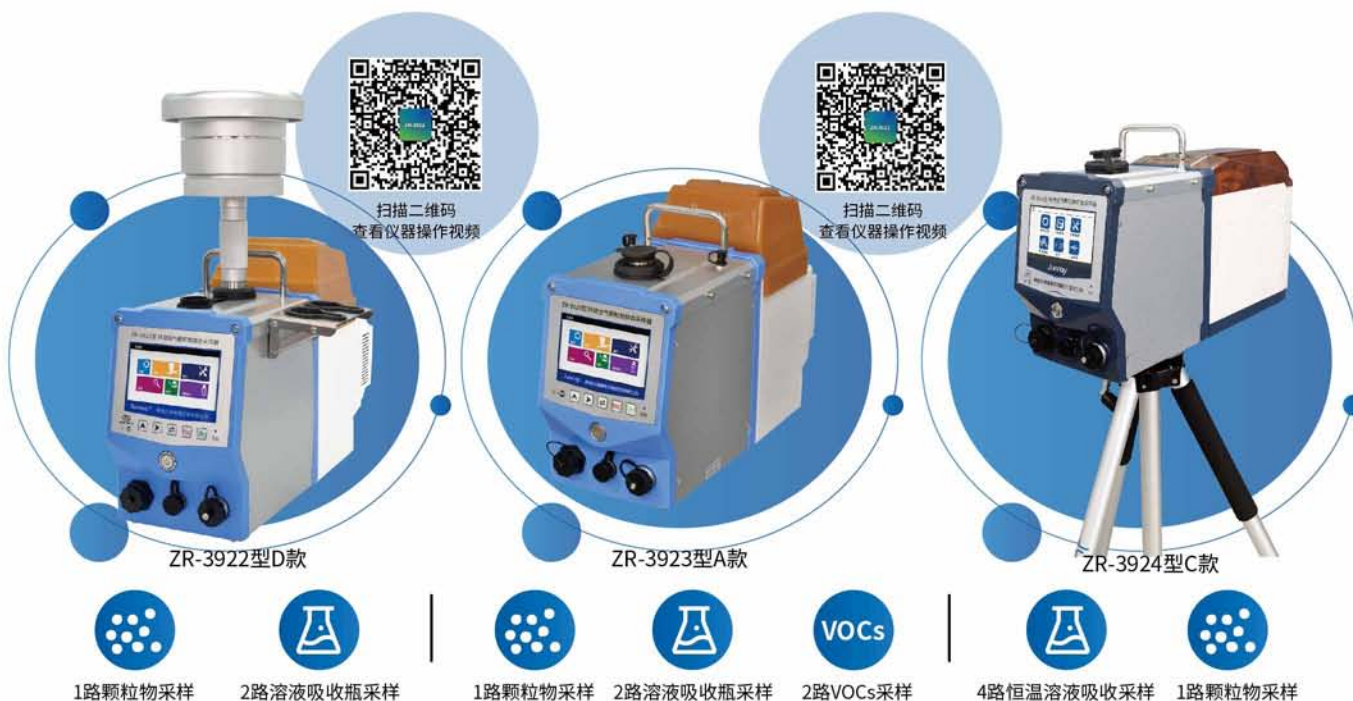 扫描二维码
查看仪器操作视频
扫描二维码
查看仪器操作视频
ZR-3922型D款
ZR-3923型A款
ZR-3924型C款
1路颗粒物采样
2路溶液吸收瓶采样
1路颗粒物采样
2路溶液吸收瓶采样
VOCs
2路VOCs采样
4路恒温溶液吸收采样
1路颗粒物采样